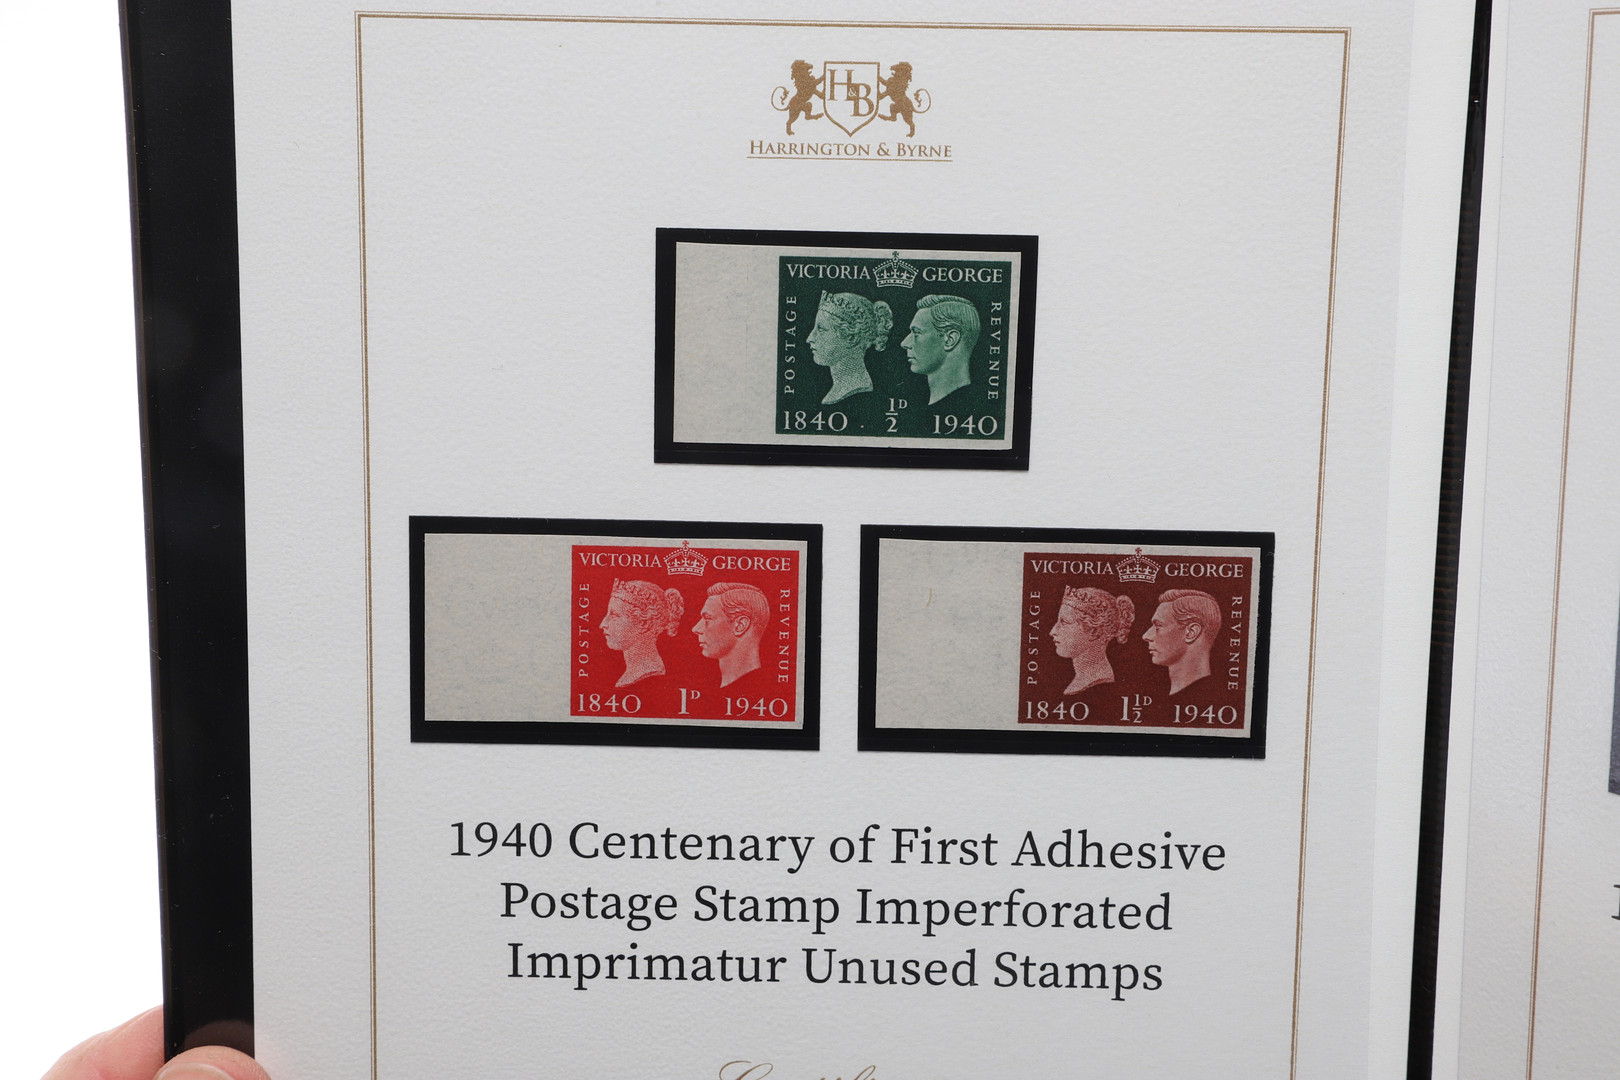 H&B
HARRINGTON & BYRNE
VICTORIA GEORGE
POSTAGE
REVENUE
1840 ½D 1940
VICTORIA GEORGE
POSTAGE
REVENUE
1840 1D 1940
VICTORIA GEORGE
POSTAGE
REVENUE
1840 1½D 1940
1940 Centenary of First Adhesive
Postage Stamp Imperforated
Imprimatur Unused Stamps